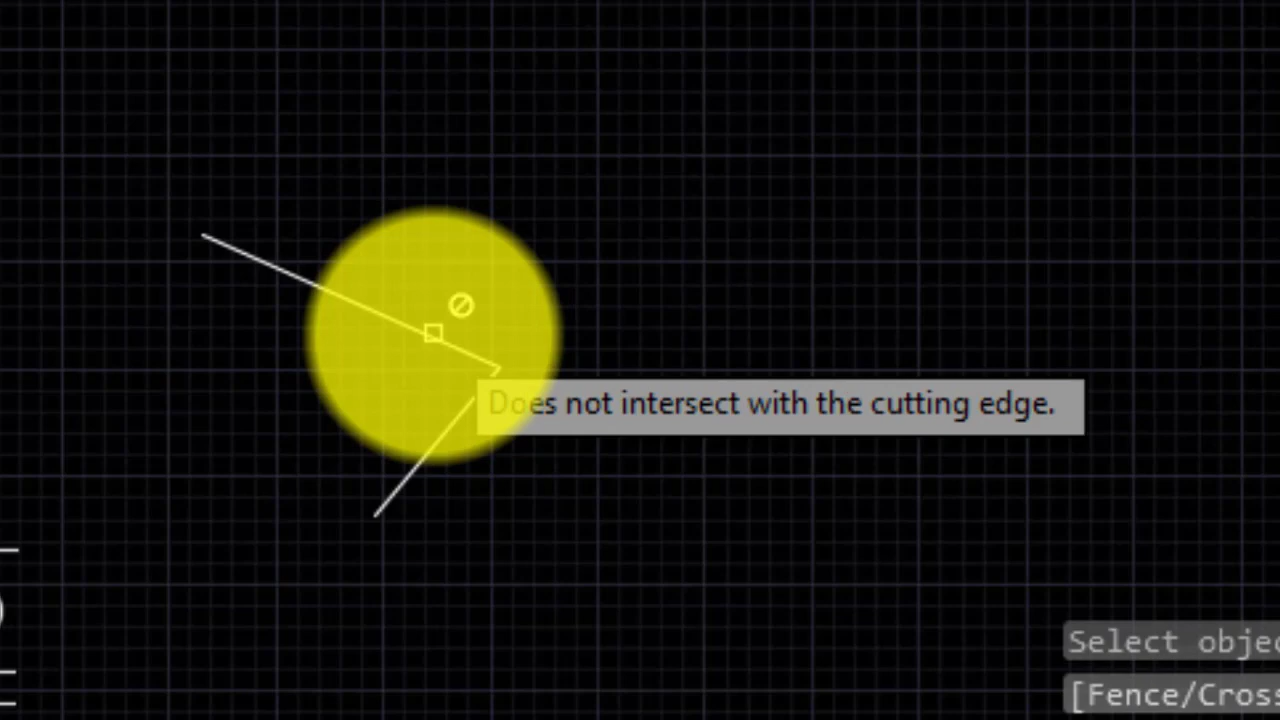 Does not intersect with the cutting edge.
Select objec
[Fence/Cross